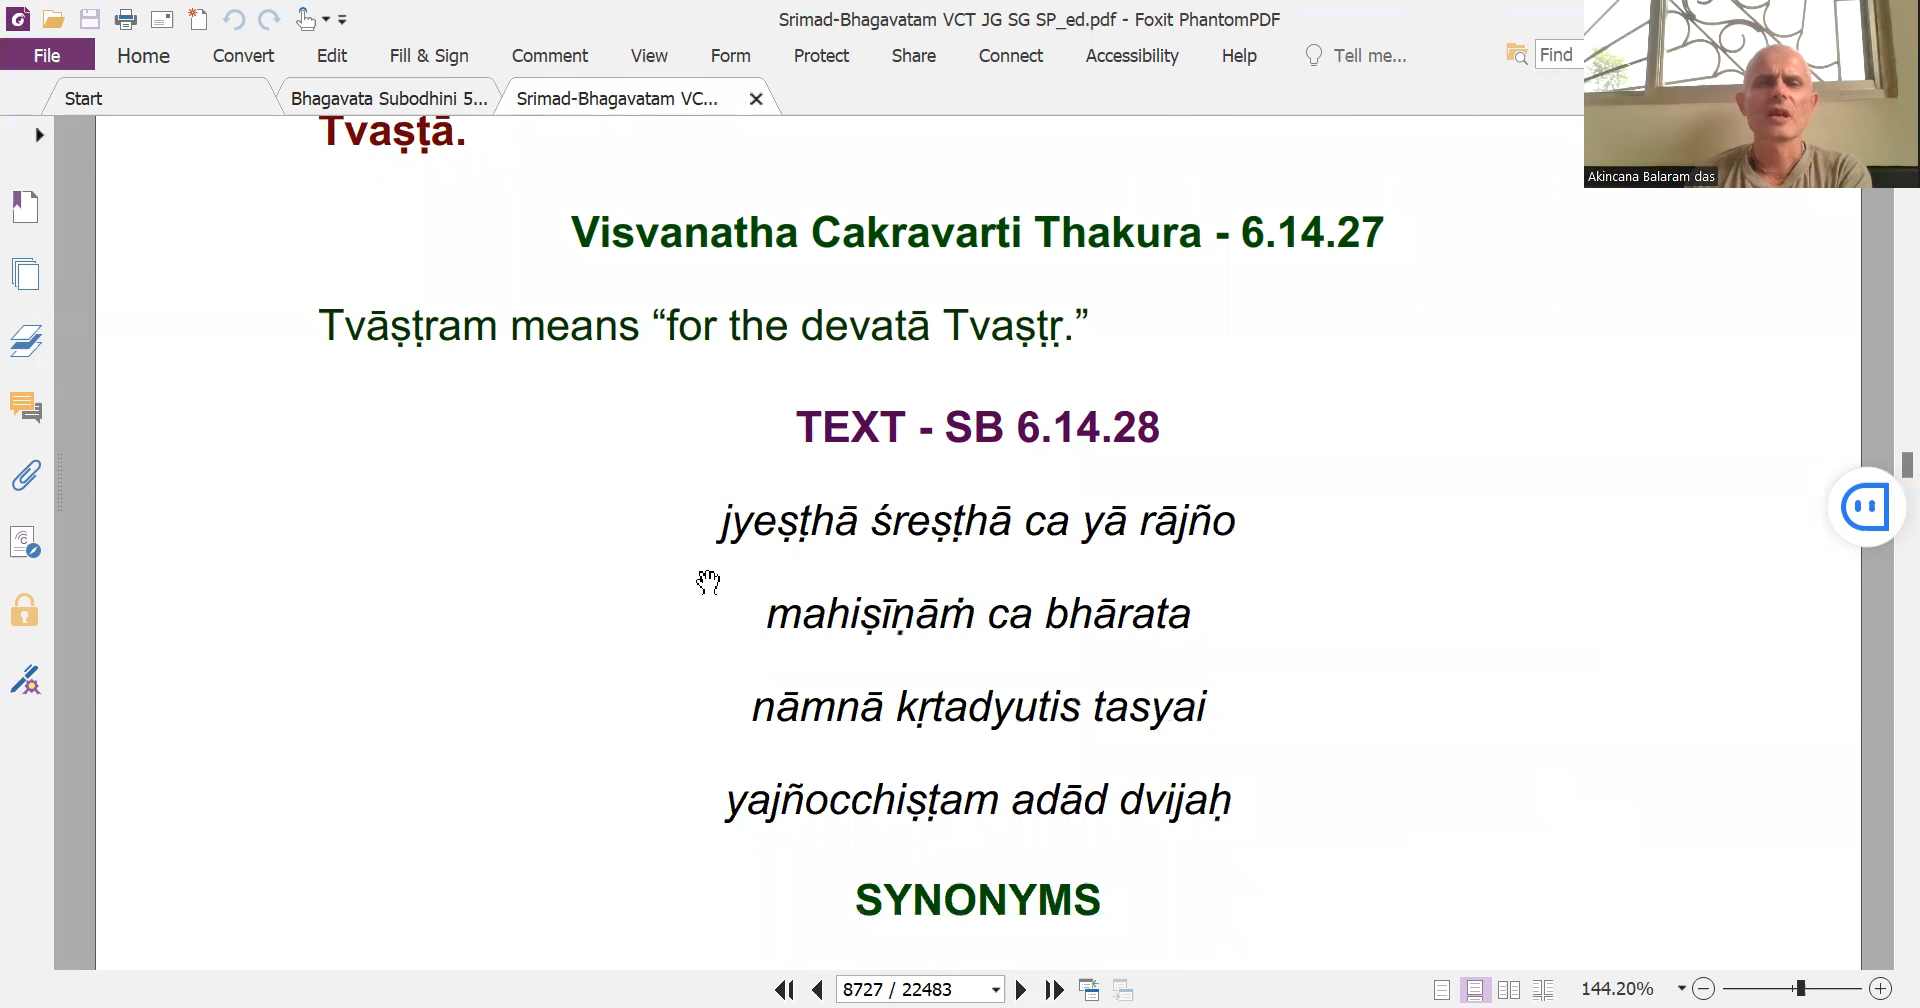 Srimad-Bhagavatam VCT JG SG SP_ed.pdf - Foxit PhantomPDF
File Home Convert Edit Fill & Sign Comment View Form Protect Share Connect Accessibility Help Tell me... Find
Start Bhagavata Subodhini 5... Srimad-Bhagavatam VC...
Tvaṣṭā.
Akincana Balaram das
Visvanatha Cakravarti Thakura - 6.14.27
Tvāṣṭram means “for the devatā Tvaṣṭṛ.”
TEXT - SB 6.14.28
jyeṣṭhā śreṣṭhā ca yā rājño
mahiṣīṇāṁ ca bhārata
nāmnā kṛtadyutis tasyai
yajñocchiṣṭam adād dvijaḥ
SYNONYMS
8727 / 22483 144.20%